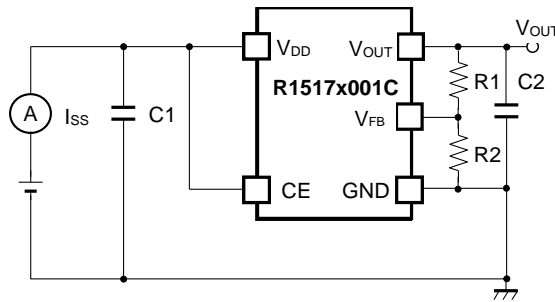 VOUT
VDD
VOUT
R1517x001C
R1
C2
A
ISS
C1
VFB
R2
CE
GND